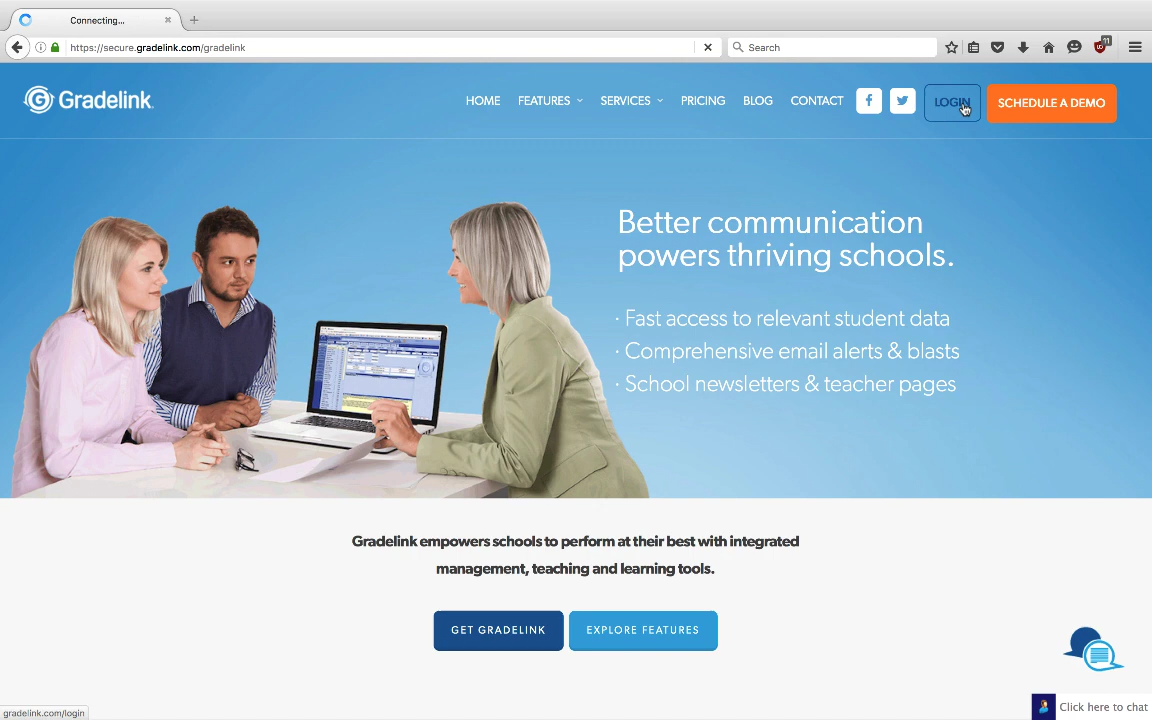 Connecting...
https://secure.gradelink.com/gradelink
Search
11
Gradelink
HOME FEATURES SERVICES PRICING BLOG CONTACT LOGIN SCHEDULE A DEMO
Better communication
powers thriving schools.
· Fast access to relevant student data
· Comprehensive email alerts & blasts
· School newsletters & teacher pages
Gradelink empowers schools to perform at their best with integrated
management, teaching and learning tools.
GET GRADELINK EXPLORE FEATURES
gradelink.com/login
Click here to chat